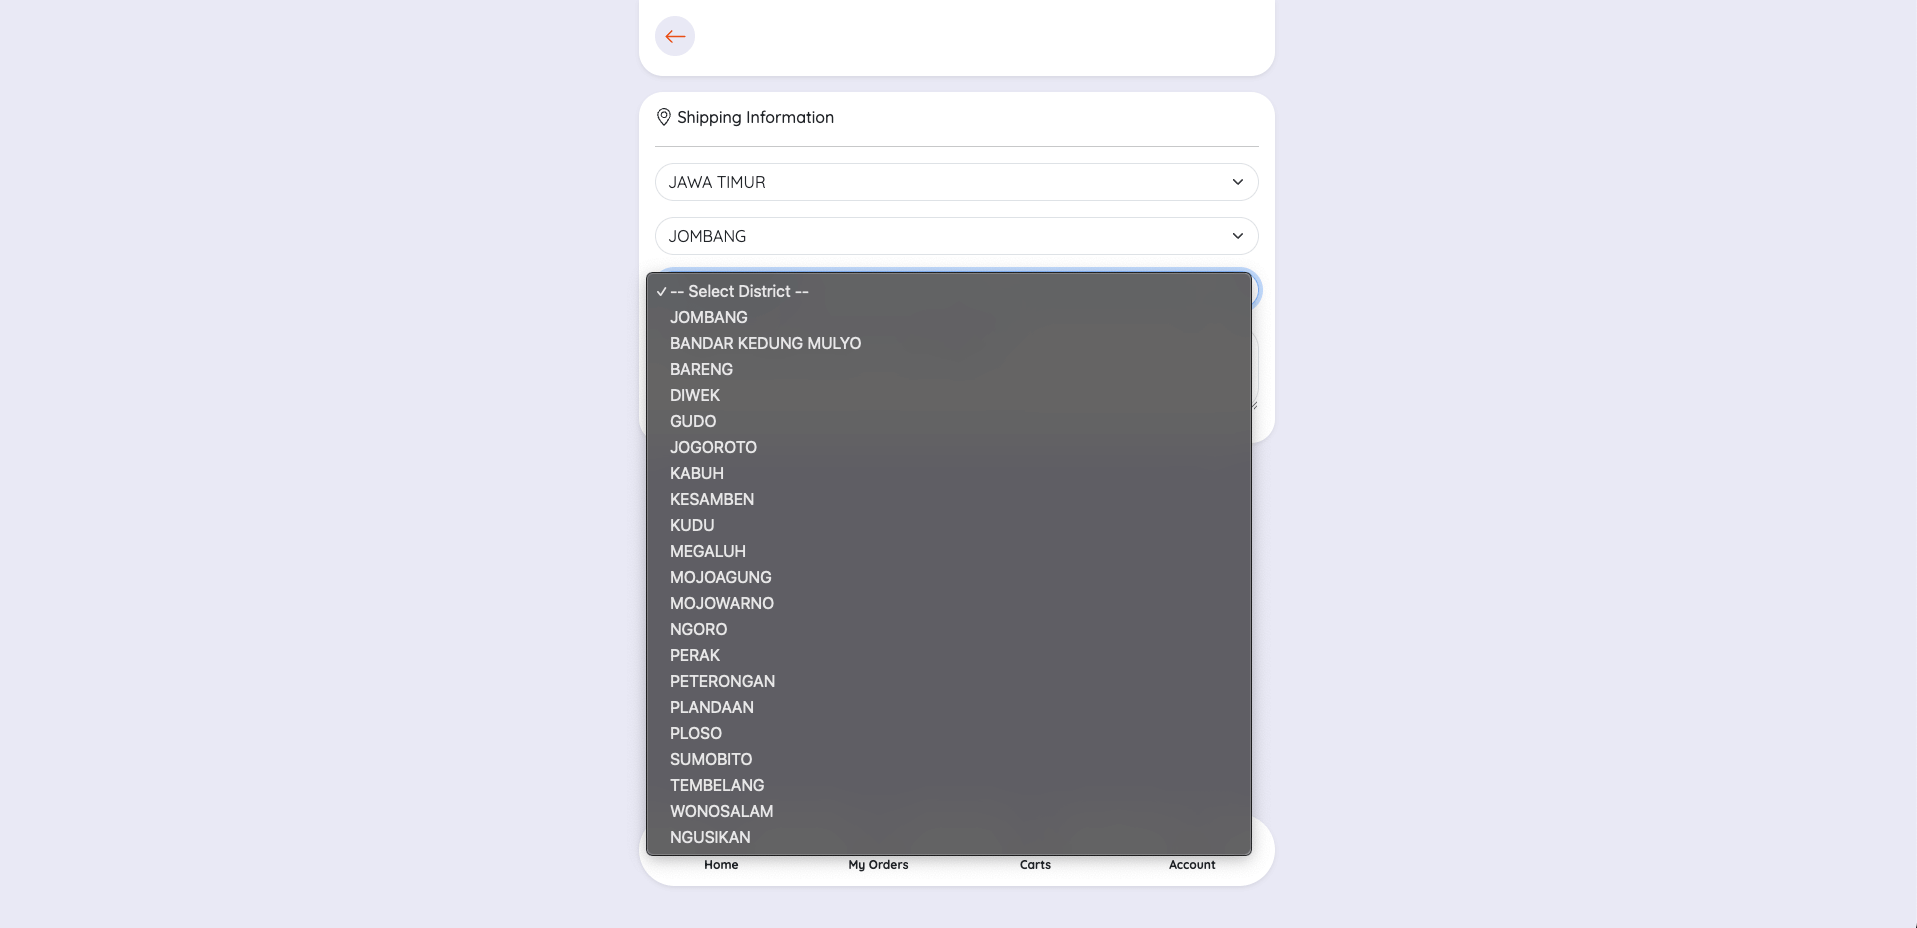 Shipping Information
JAWA TIMUR
JOMBANG
-- Select District --
JOMBANG
BANDAR KEDUNG MULYO
BARENG
DIWEK
GUDO
JOGOROTO
KABUH
KESAMBEN
KUDU
MEGALUH
MOJOAGUNG
MOJOWARNO
NGORO
PERAK
PETERONGAN
PLANDAAN
PLOSO
SUMOBITO
TEMBELANG
WONOSALAM
NGUSIKAN
Home My Orders Carts Account